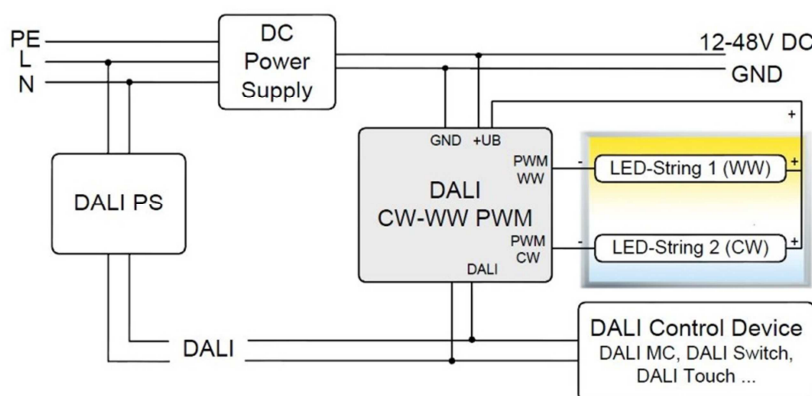 PE
L
N
DC
Power
Supply
12-48V DC
GND
DALI PS
GND +UB
DALI
CW-WW PWM
PWM
WW
PWM
CW
DALI
+
- LED-String 1 (WW) +
- LED-String 2 (CW) +
DALI
DALI Control Device
DALI MC, DALI Switch,
DALI Touch ...